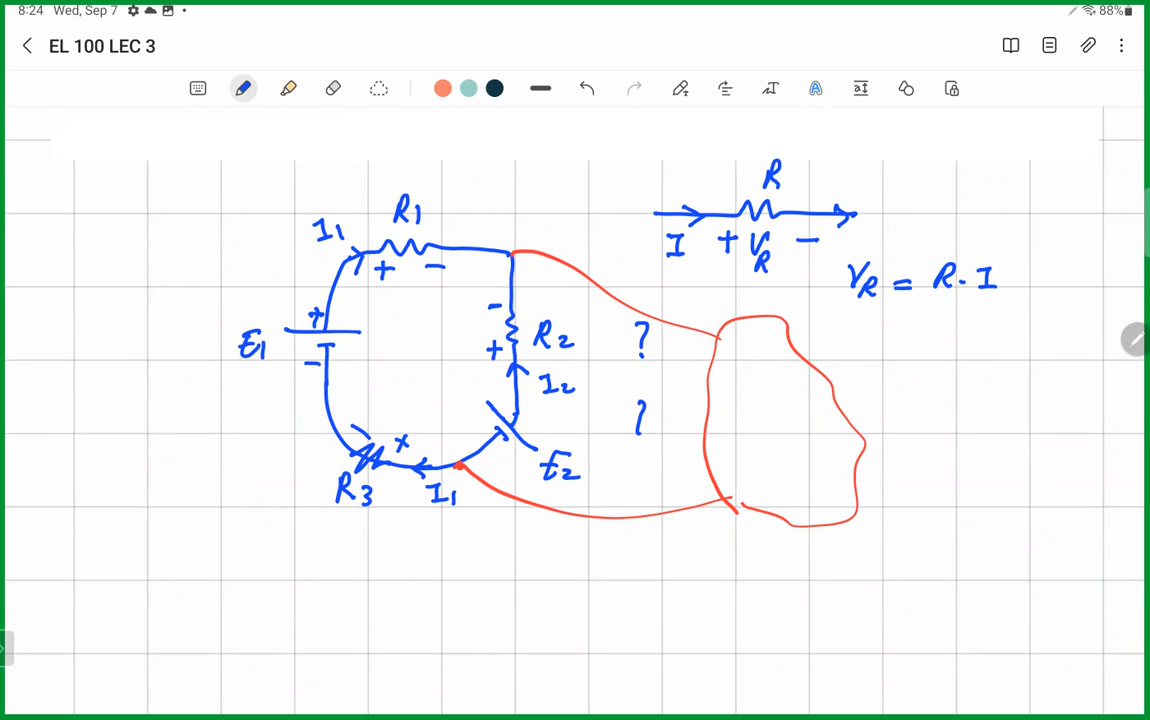 8:24 Wed, Sep 7 88%
EL 100 LEC 3
R
R1
I1
+ -
I + VR -
VR = R · I
+
E1
-
-
+
R2
?
I2
?
+
E2
R3
I1